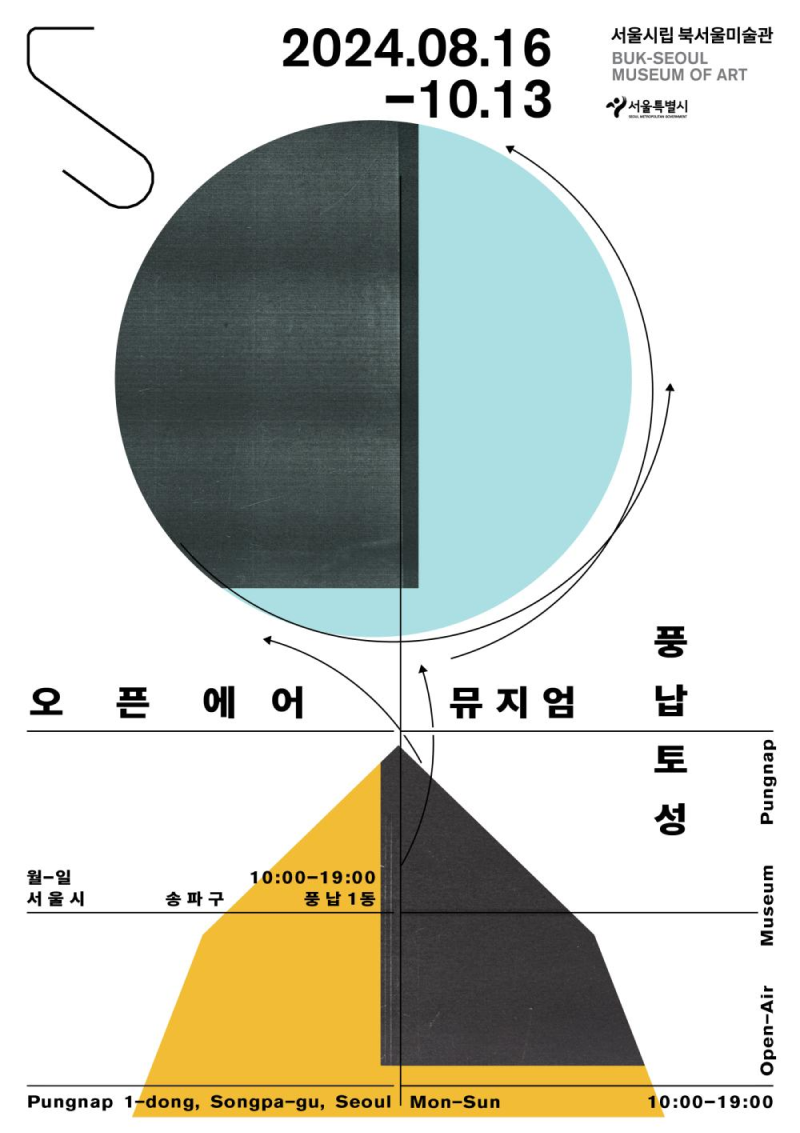 2024.08.16
–10.13
서울시립 북서울미술관
BUK-SEOUL
MUSEUM OF ART
서울특별시
SEOUL METROPOLITAN GOVERNMENT
오픈에어 뮤지엄
풍납토성
Pungnap Museum Open–Air
월–일 10:00–19:00
서울시 송파구 풍납1동
Pungnap 1–dong, Songpa–gu, Seoul Mon–Sun 10:00–19:00